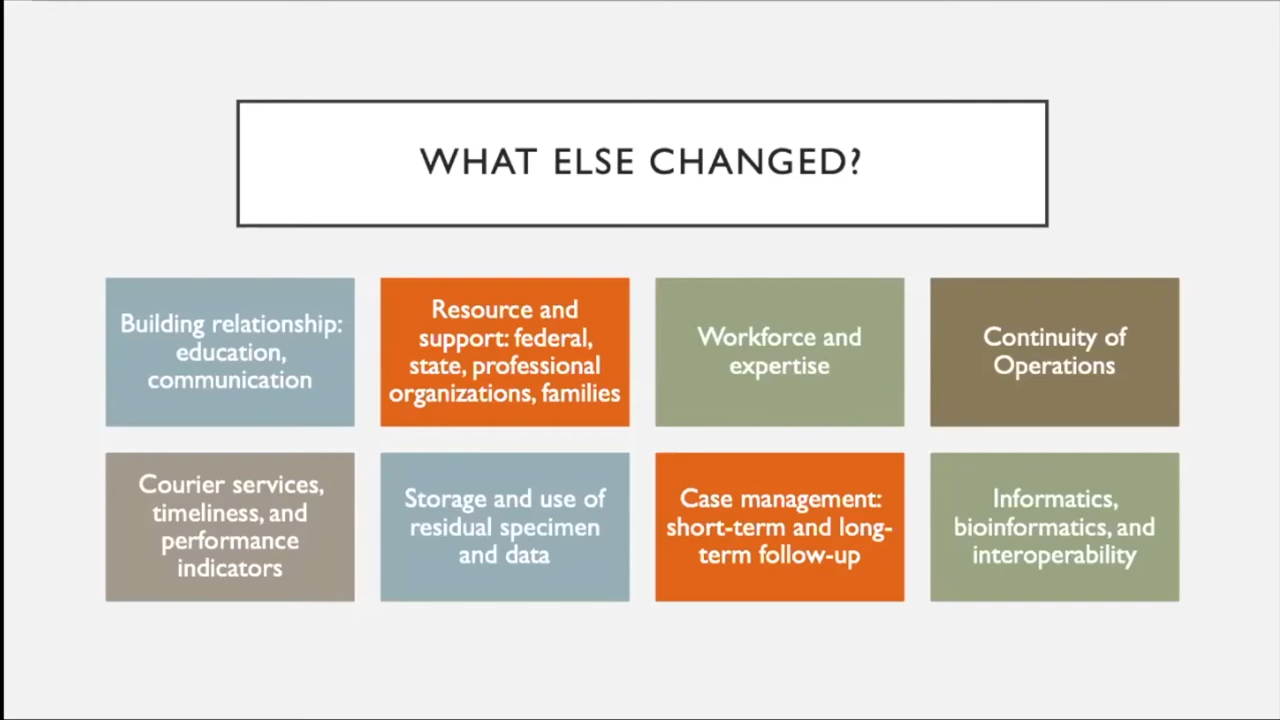 WHAT ELSE CHANGED?
Building relationship:
education,
communication
Resource and
support: federal,
state, professional
organizations, families
Workforce and
expertise
Continuity of
Operations
Courier services,
timeliness, and
performance
indicators
Storage and use of
residual specimen
and data
Case management:
short-term and long-
term follow-up
Informatics,
bioinformatics, and
interoperability